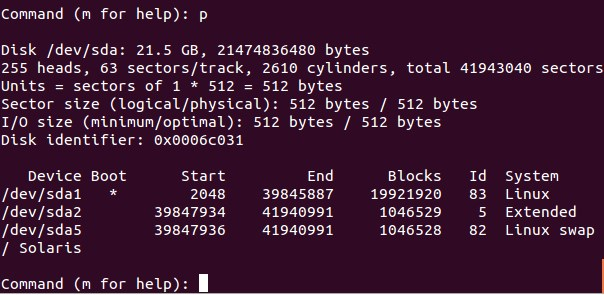 Command (m for help): p
Disk /dev/sda: 21.5 GB, 21474836480 bytes
255 heads, 63 sectors/track, 2610 cylinders, total 41943040 sectors
Units = sectors of 1 * 512 = 512 bytes
Sector size (logical/physical): 512 bytes / 512 bytes
I/O size (minimum/optimal): 512 bytes / 512 bytes
Disk identifier: 0x0006c031
Device Boot Start End Blocks Id System
/dev/sda1 * 2048 39845887 19921920 83 Linux
/dev/sda2 39847934 41940991 1046529 5 Extended
/dev/sda5 39847936 41940991 1046528 82 Linux swap
/ Solaris
Command (m for help):